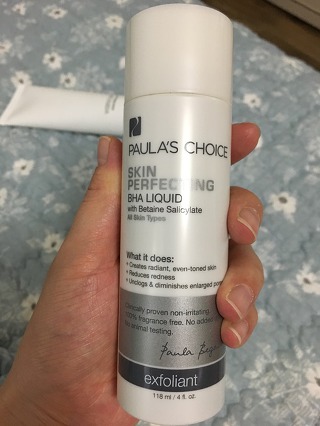 PAULA'S CHOICE
SKIN
PERFECTING
BHA LIQUID
with Betaine Salicylate
All Skin Types
What it does:
• Creates radiant, even-toned skin
• Reduces redness
• Unclogs & diminishes enlarged pores
Clinically proven non-irritating.
100% fragrance free. No added
No animal testing.
Paula
exfoliant
118 ml / 4 fl. oz.